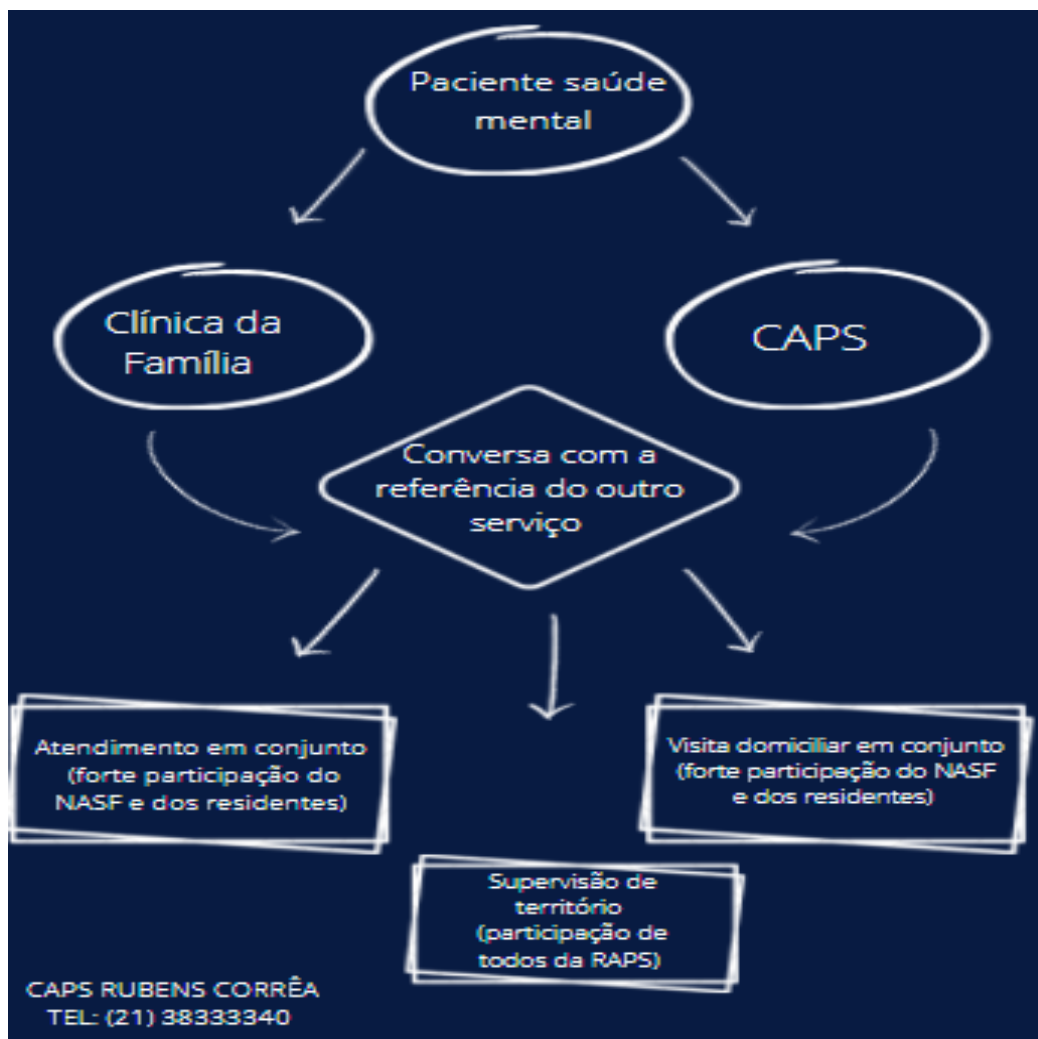 Paciente saúde
mental
Clínica da
Família
CAPS
Conversa com a
referência do outro
serviço
Atendimento em conjunto
(forte participação do
NASF e dos residentes)
Visita domiciliar em conjunto
(forte participação do NASF
e dos residentes)
Supervisão de
território
(participação de
todos da RAPS)
CAPS RUBENS CORRÊA
TEL: (21) 38333340